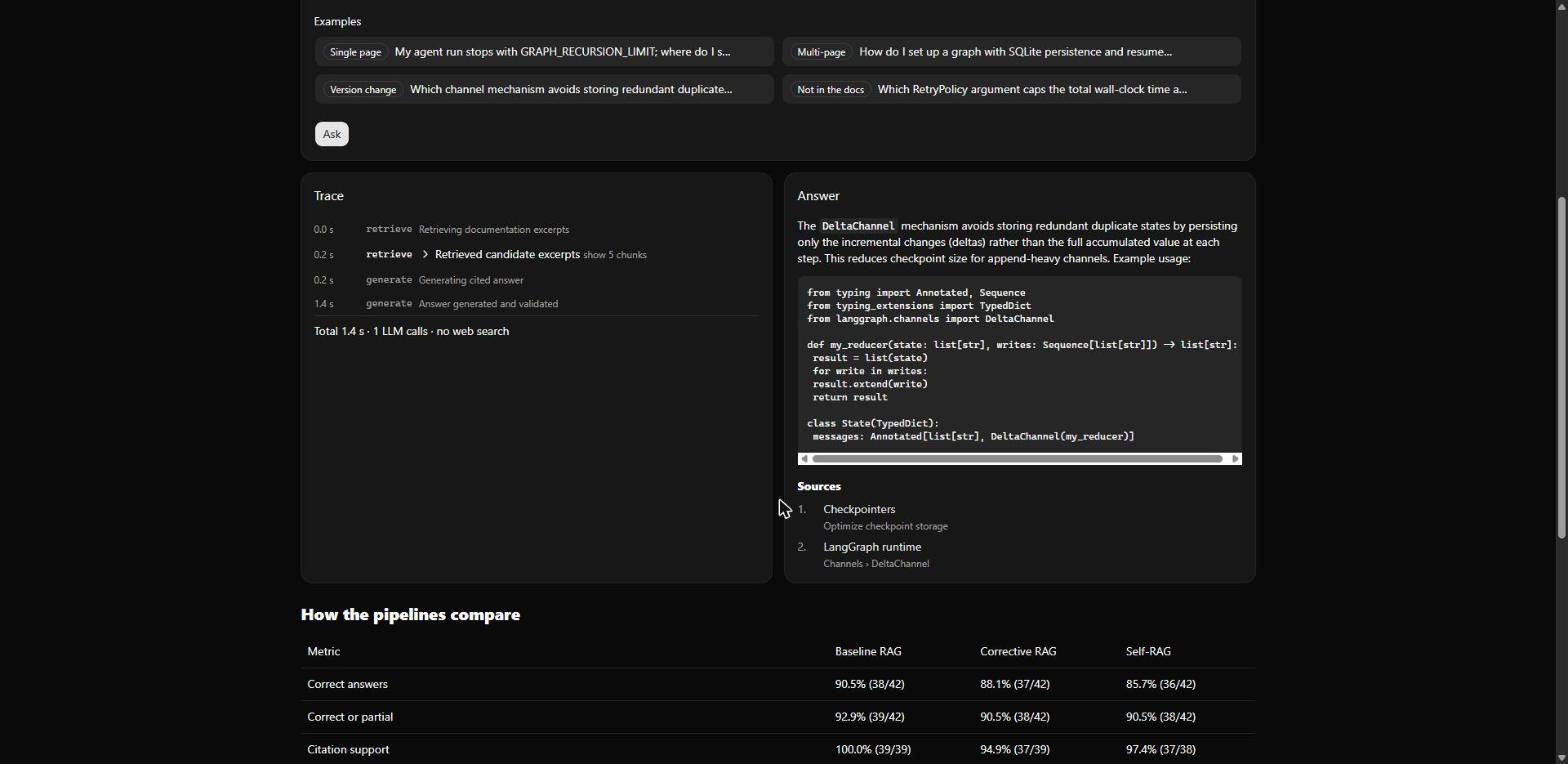 Examples
Single page My agent run stops with GRAPH_RECURSION_LIMIT; where do I s...
Multi-page How do I set up a graph with SQLite persistence and resume...
Version change Which channel mechanism avoids storing redundant duplicate...
Not in the docs Which RetryPolicy argument caps the total wall-clock time a...
Ask
Trace
0.0 s retrieve Retrieving documentation excerpts
0.2 s retrieve > Retrieved candidate excerpts show 5 chunks
0.2 s generate Generating cited answer
1.4 s generate Answer generated and validated
Total 1.4 s · 1 LLM calls · no web search
Answer
The DeltaChannel mechanism avoids storing redundant duplicate states by persisting
only the incremental changes (deltas) rather than the full accumulated value at each
step. This reduces checkpoint size for append-heavy channels. Example usage:
from typing import Annotated, Sequence
from typing_extensions import TypedDict
from langgraph.channels import DeltaChannel
def my_reducer(state: list[str], writes: Sequence[list[str]]) -> list[str]:
result = list(state)
for write in writes:
result.extend(write)
return result
class State(TypedDict):
messages: Annotated[list[str], DeltaChannel(my_reducer)]
Sources
1. Checkpointers
Optimize checkpoint storage
2. LangGraph runtime
Channels › DeltaChannel
How the pipelines compare
Metric Baseline RAG Corrective RAG Self-RAG
Correct answers 90.5% (38/42) 88.1% (37/42) 85.7% (36/42)
Correct or partial 92.9% (39/42) 90.5% (38/42) 90.5% (38/42)
Citation support 100.0% (39/39) 94.9% (37/39) 97.4% (37/38)